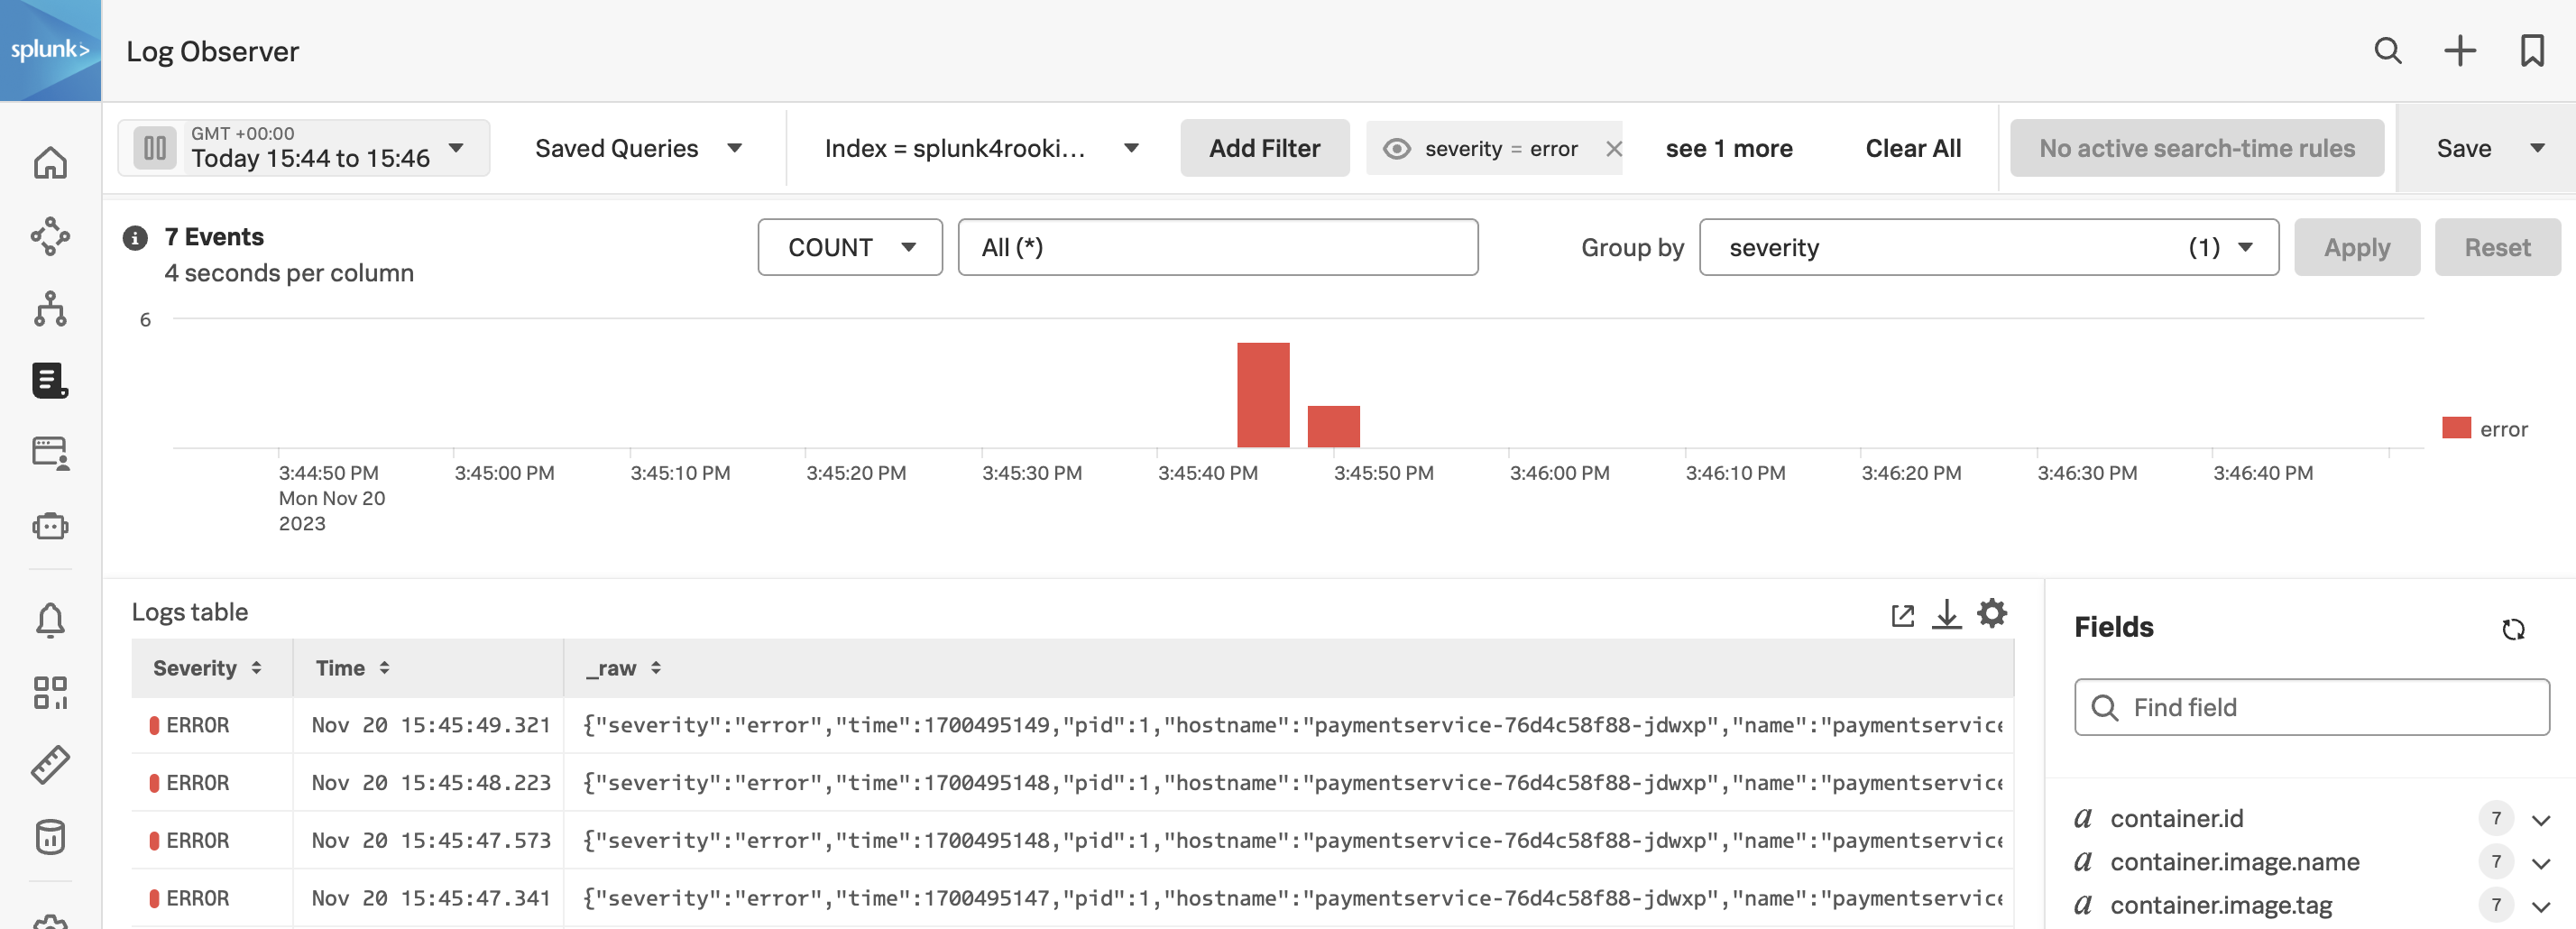 splunk>
Log Observer
GMT +00:00
Today 15:44 to 15:46
Saved Queries
Index = splunk4rooki...
Add Filter
severity = error
see 1 more
Clear All
No active search-time rules
Save
7 Events
4 seconds per column
COUNT
All (*)
Group by
severity
(1)
Apply
Reset
6
error
3:44:50 PM 3:45:00 PM 3:45:10 PM 3:45:20 PM 3:45:30 PM 3:45:40 PM 3:45:50 PM 3:46:00 PM 3:46:10 PM 3:46:20 PM 3:46:30 PM 3:46:40 PM
Mon Nov 20
2023
Logs table
Severity Time _raw
ERROR Nov 20 15:45:49.321 {"severity":"error","time":1700495149,"pid":1,"hostname":"paymentservice-76d4c58f88-jdwxp","name":"paymentservice
ERROR Nov 20 15:45:48.223 {"severity":"error","time":1700495148,"pid":1,"hostname":"paymentservice-76d4c58f88-jdwxp","name":"paymentservice
ERROR Nov 20 15:45:47.573 {"severity":"error","time":1700495148,"pid":1,"hostname":"paymentservice-76d4c58f88-jdwxp","name":"paymentservice
ERROR Nov 20 15:45:47.341 {"severity":"error","time":1700495147,"pid":1,"hostname":"paymentservice-76d4c58f88-jdwxp","name":"paymentservice
Fields
Find field
a container.id 7
a container.image.name 7
a container.image.tag 7